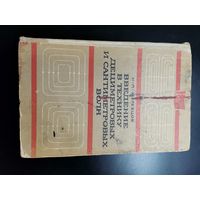 ВВЕДЕНИЕ
В ТЕХНИКУ
ДЕЦИМЕТРОВЫХ
И САНТИМЕТРОВЫХ
ВОЛН